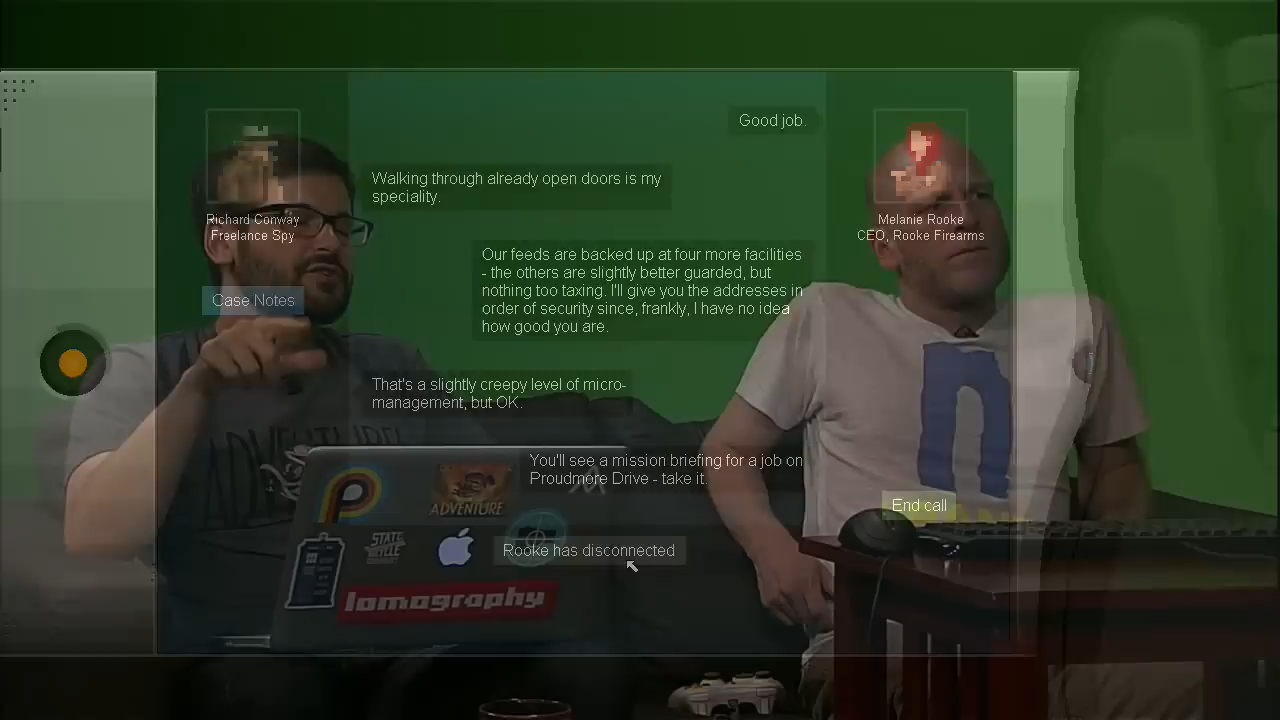 Good job.
Walking through already open doors is my
speciality.
Richard Conway
Freelance Spy
Melanie Rooke
CEO, Rooke Firearms
Our feeds are backed up at four more facilities
- the others are slightly better guarded, but
nothing too taxing. I'll give you the addresses in
order of security since, frankly, I have no idea
how good you are.
Case Notes
That's a slightly creepy level of micro-
management, but OK.
ADVENTURE!
You'll see a mission briefing for a job on
Proudmore Drive - take it.
n
P
ADVENTURE
End call
STATE
BICYCLE
Rooke has disconnected
lomography